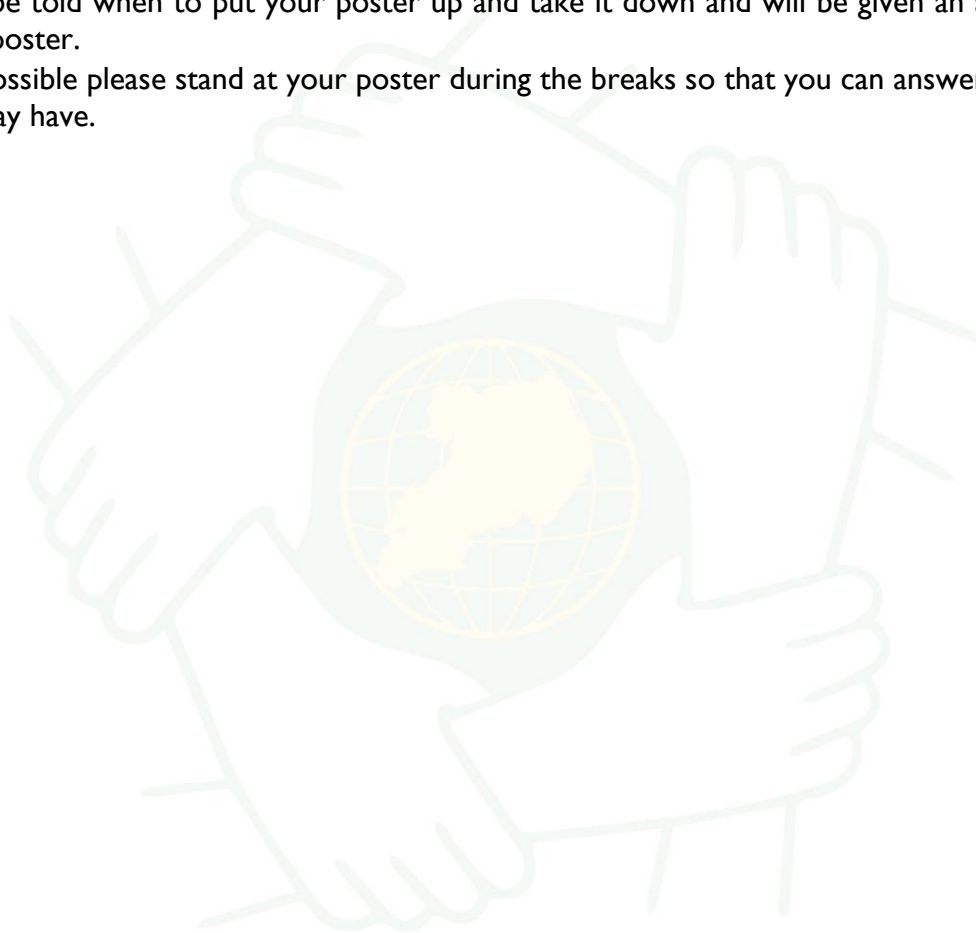 be told when to put your poster up and take it down and will be given an
poster.
ossible please stand at your poster during the breaks so that you can answer
ay have.